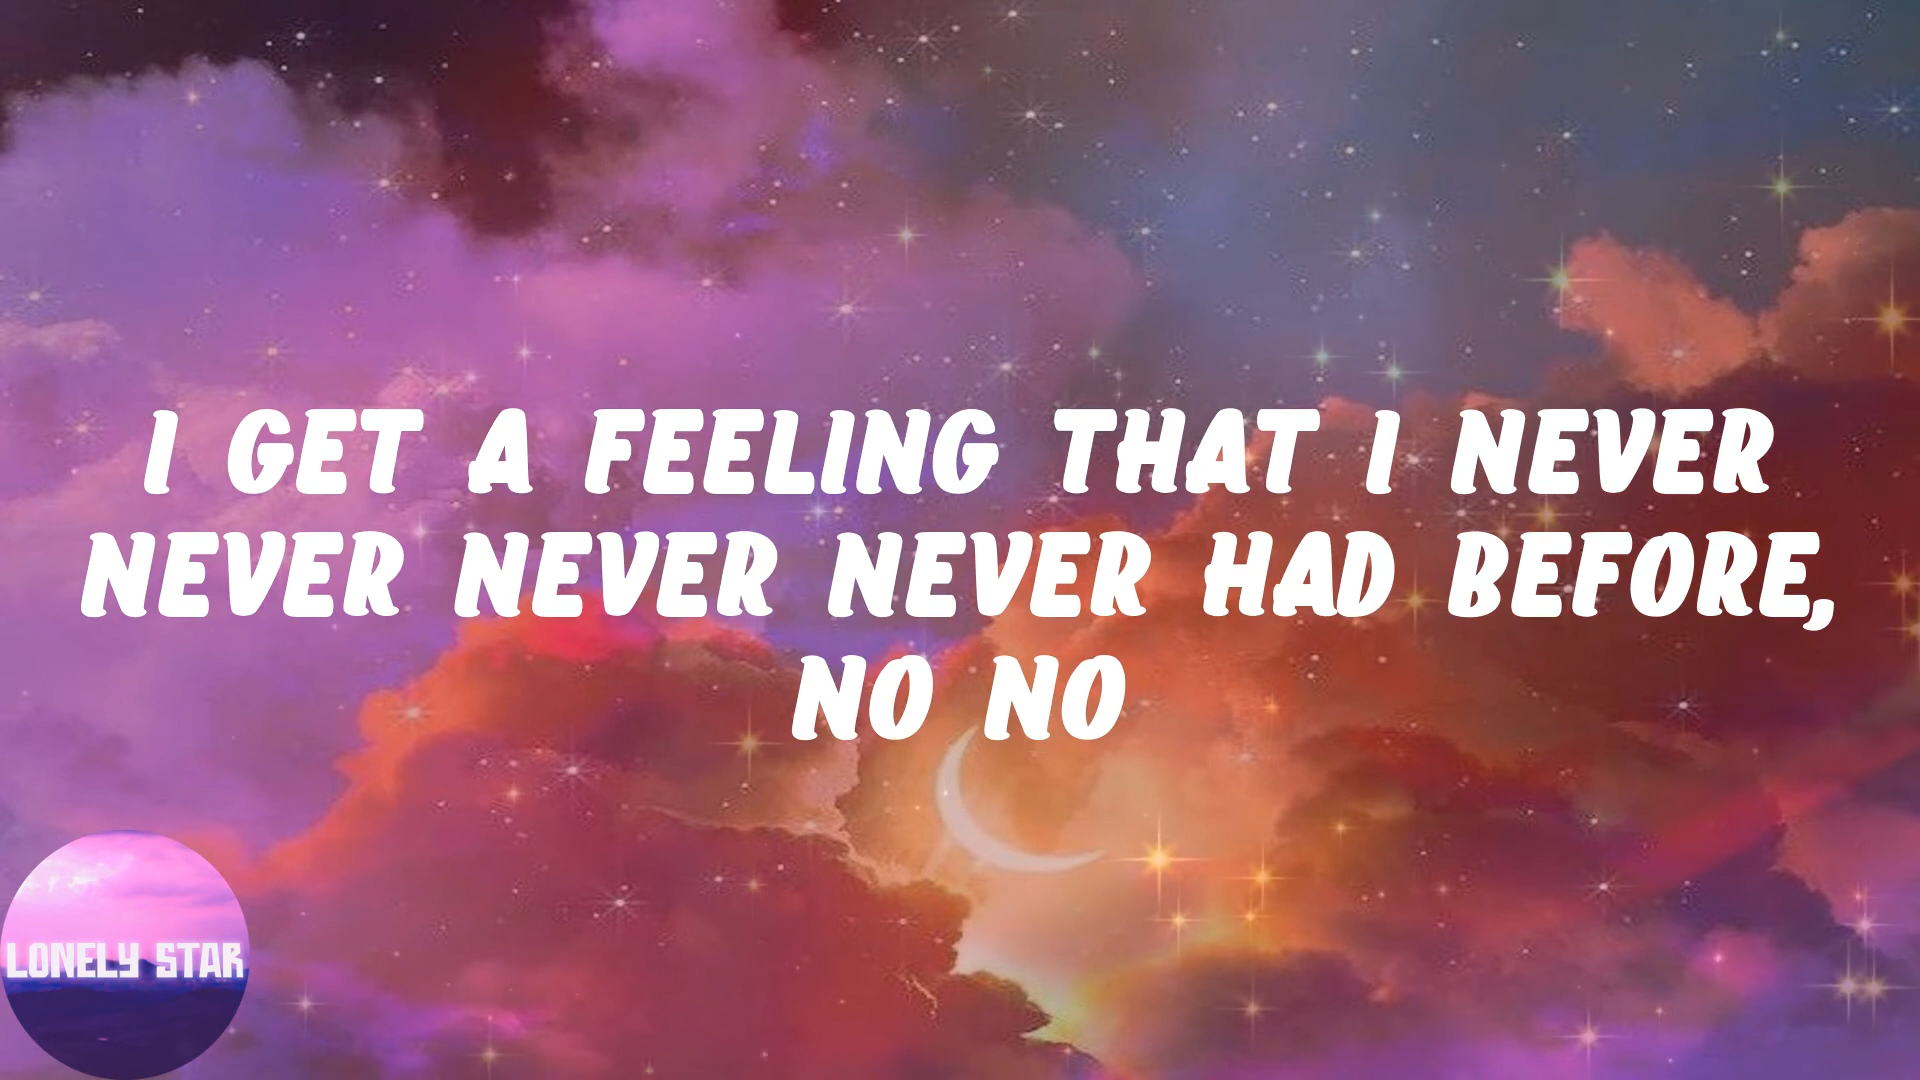 I GET A FEELING THAT I NEVER
NEVER NEVER NEVER HAD BEFORE,
NO NO
LONELY STAR